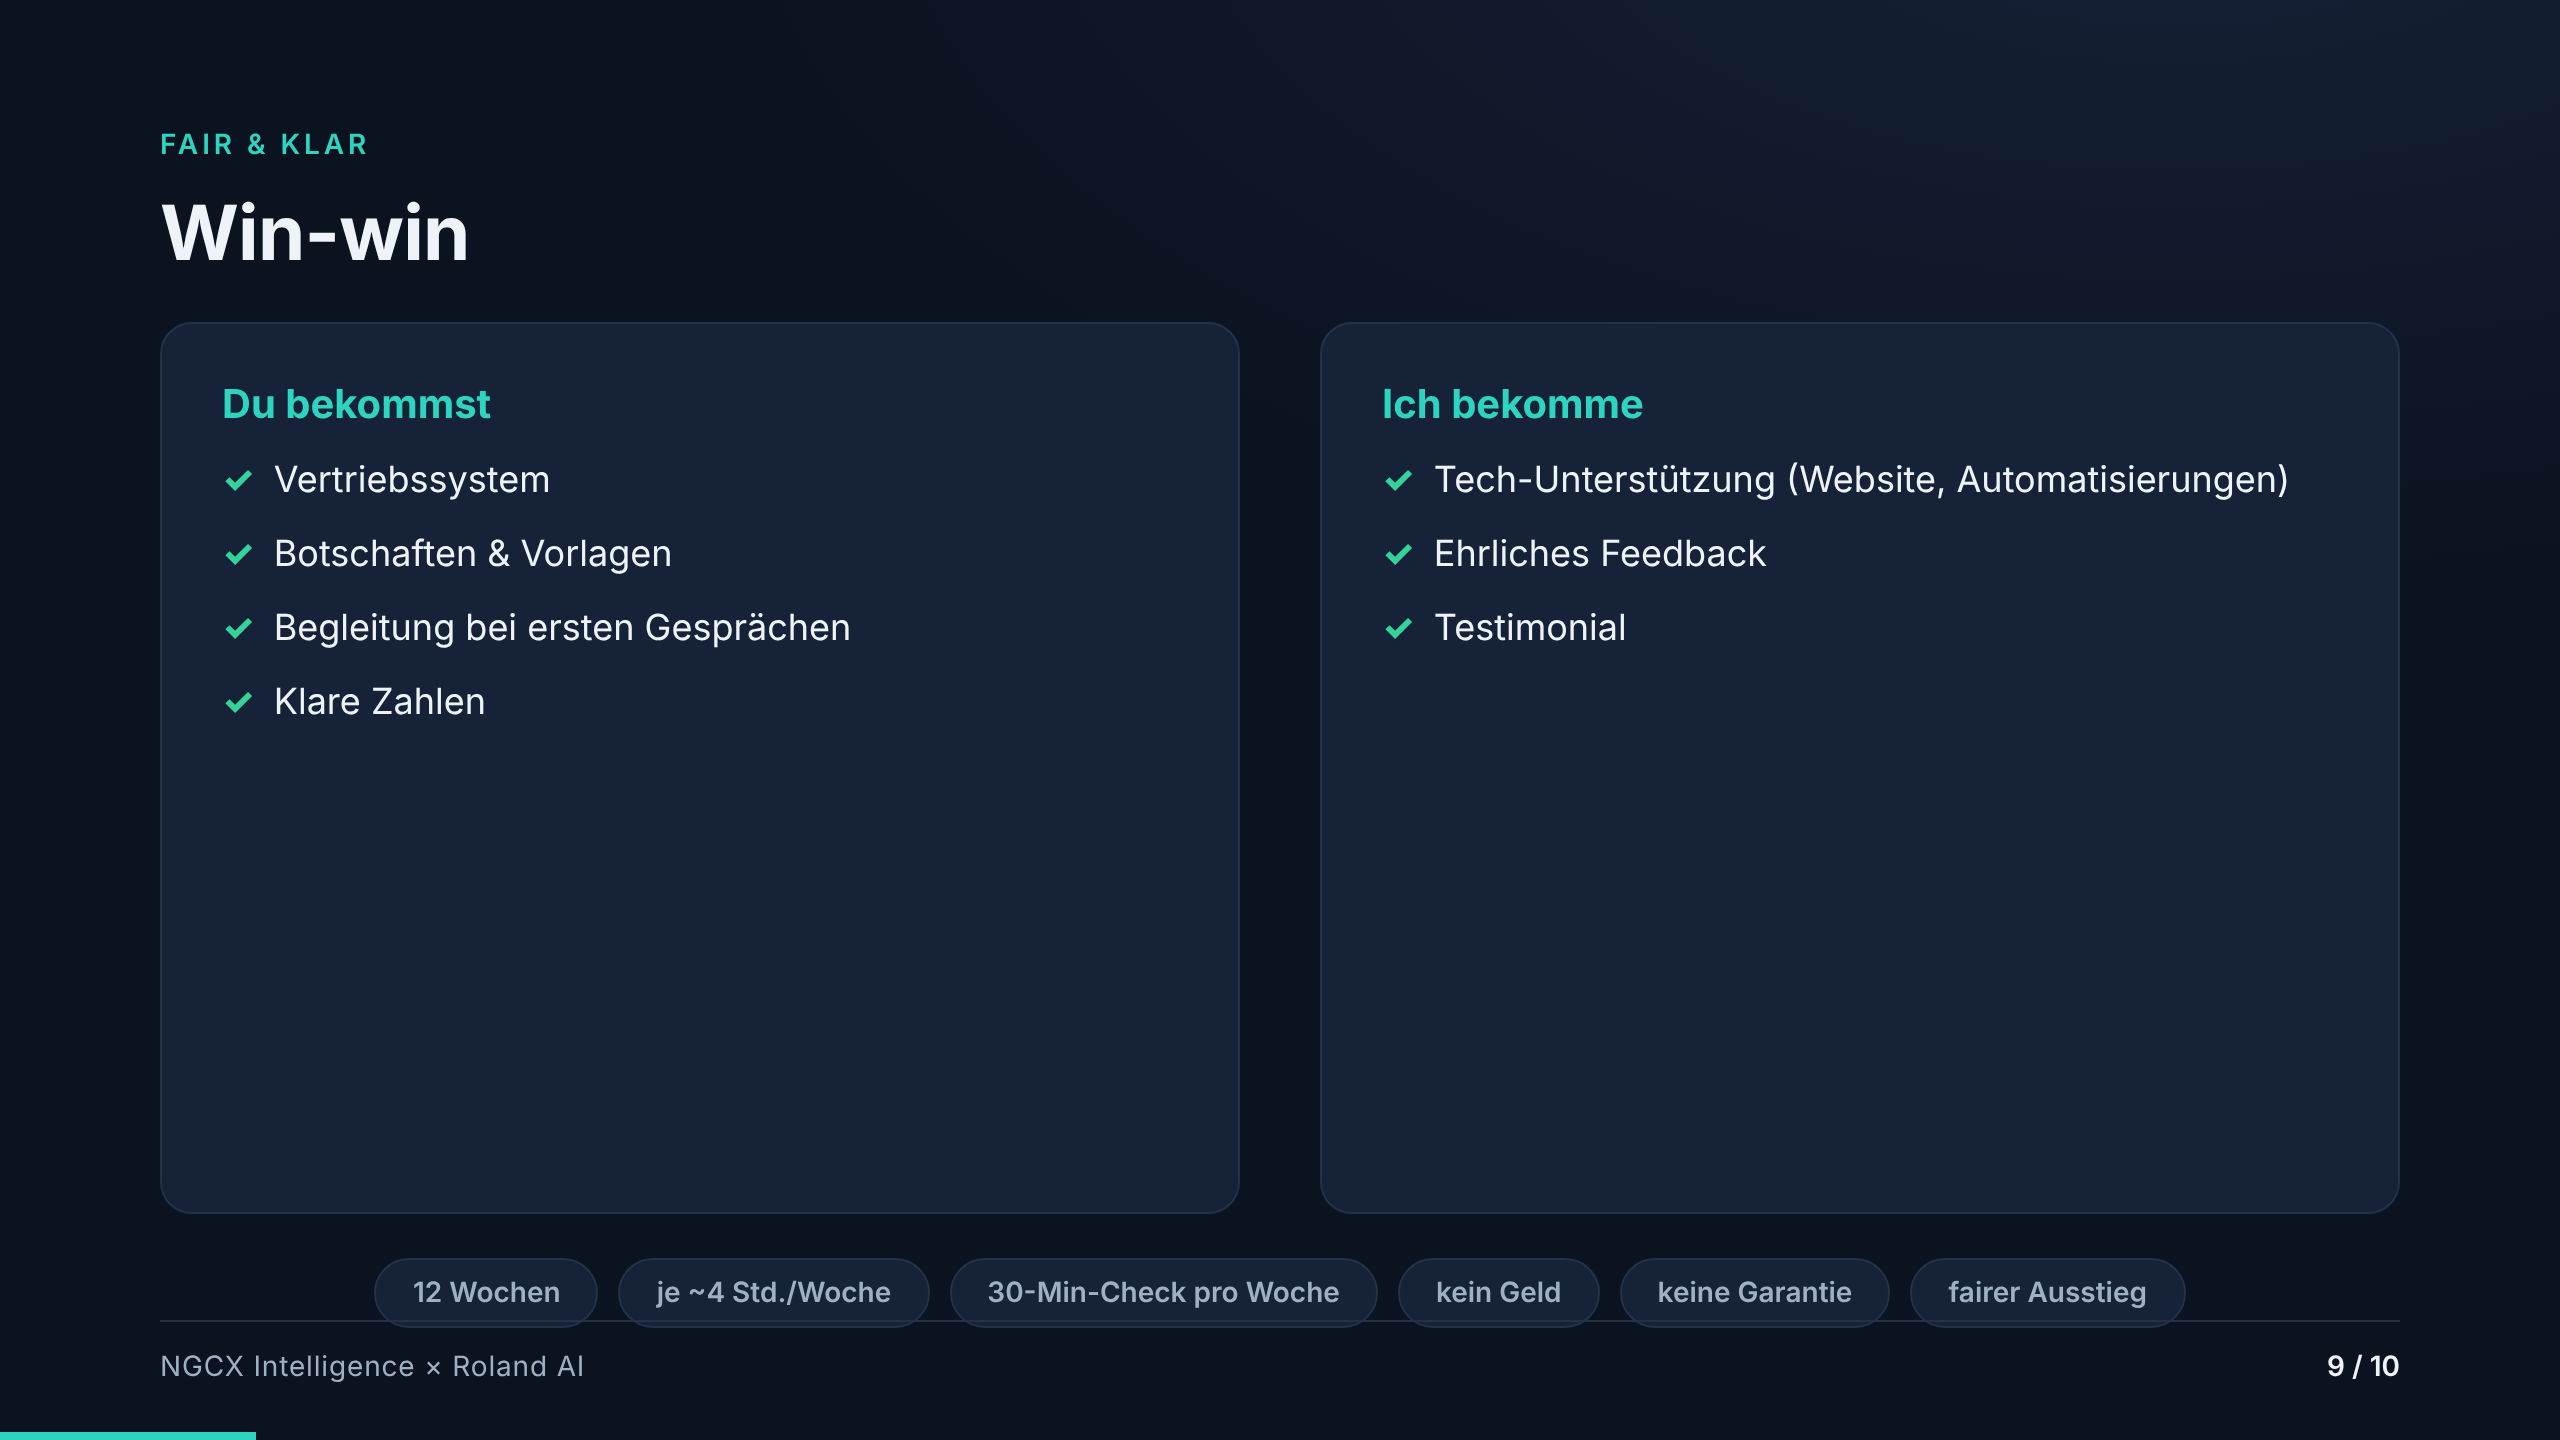 FAIR & KLAR
Win-win
Du bekommst
Vertriebssystem
Botschaften & Vorlagen
Begleitung bei ersten Gesprächen
Klare Zahlen
Ich bekomme
Tech-Unterstützung (Website, Automatisierungen)
Ehrliches Feedback
Testimonial
12 Wochen
je ~4 Std./Woche
30-Min-Check pro Woche
kein Geld
keine Garantie
fairer Ausstieg
NGCX Intelligence × Roland AI
9 / 10